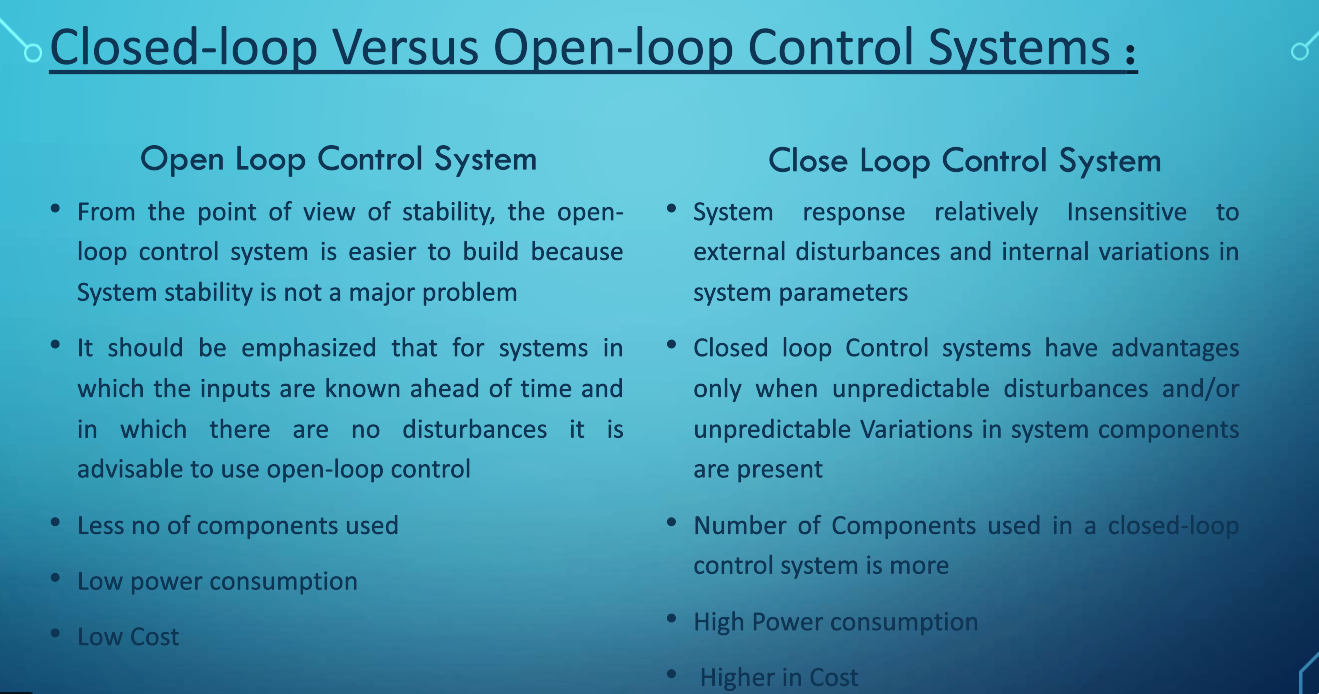 Closed-loop Versus Open-loop Control Systems :
Open Loop Control System
• From the point of view of stability, the open-
loop control system is easier to build because
System stability is not a major problem
• It should be emphasized that for systems in
which the inputs are known ahead of time and
in which there are no disturbances it is
advisable to use open-loop control
• Less no of components used
• Low power consumption
• Low Cost
Close Loop Control System
• System response relatively Insensitive to
external disturbances and internal variations in
system parameters
• Closed loop Control systems have advantages
only when unpredictable disturbances and/or
unpredictable Variations in system components
are present
• Number of Components used in a closed-loop
control system is more
• High Power consumption
• Higher in Cost